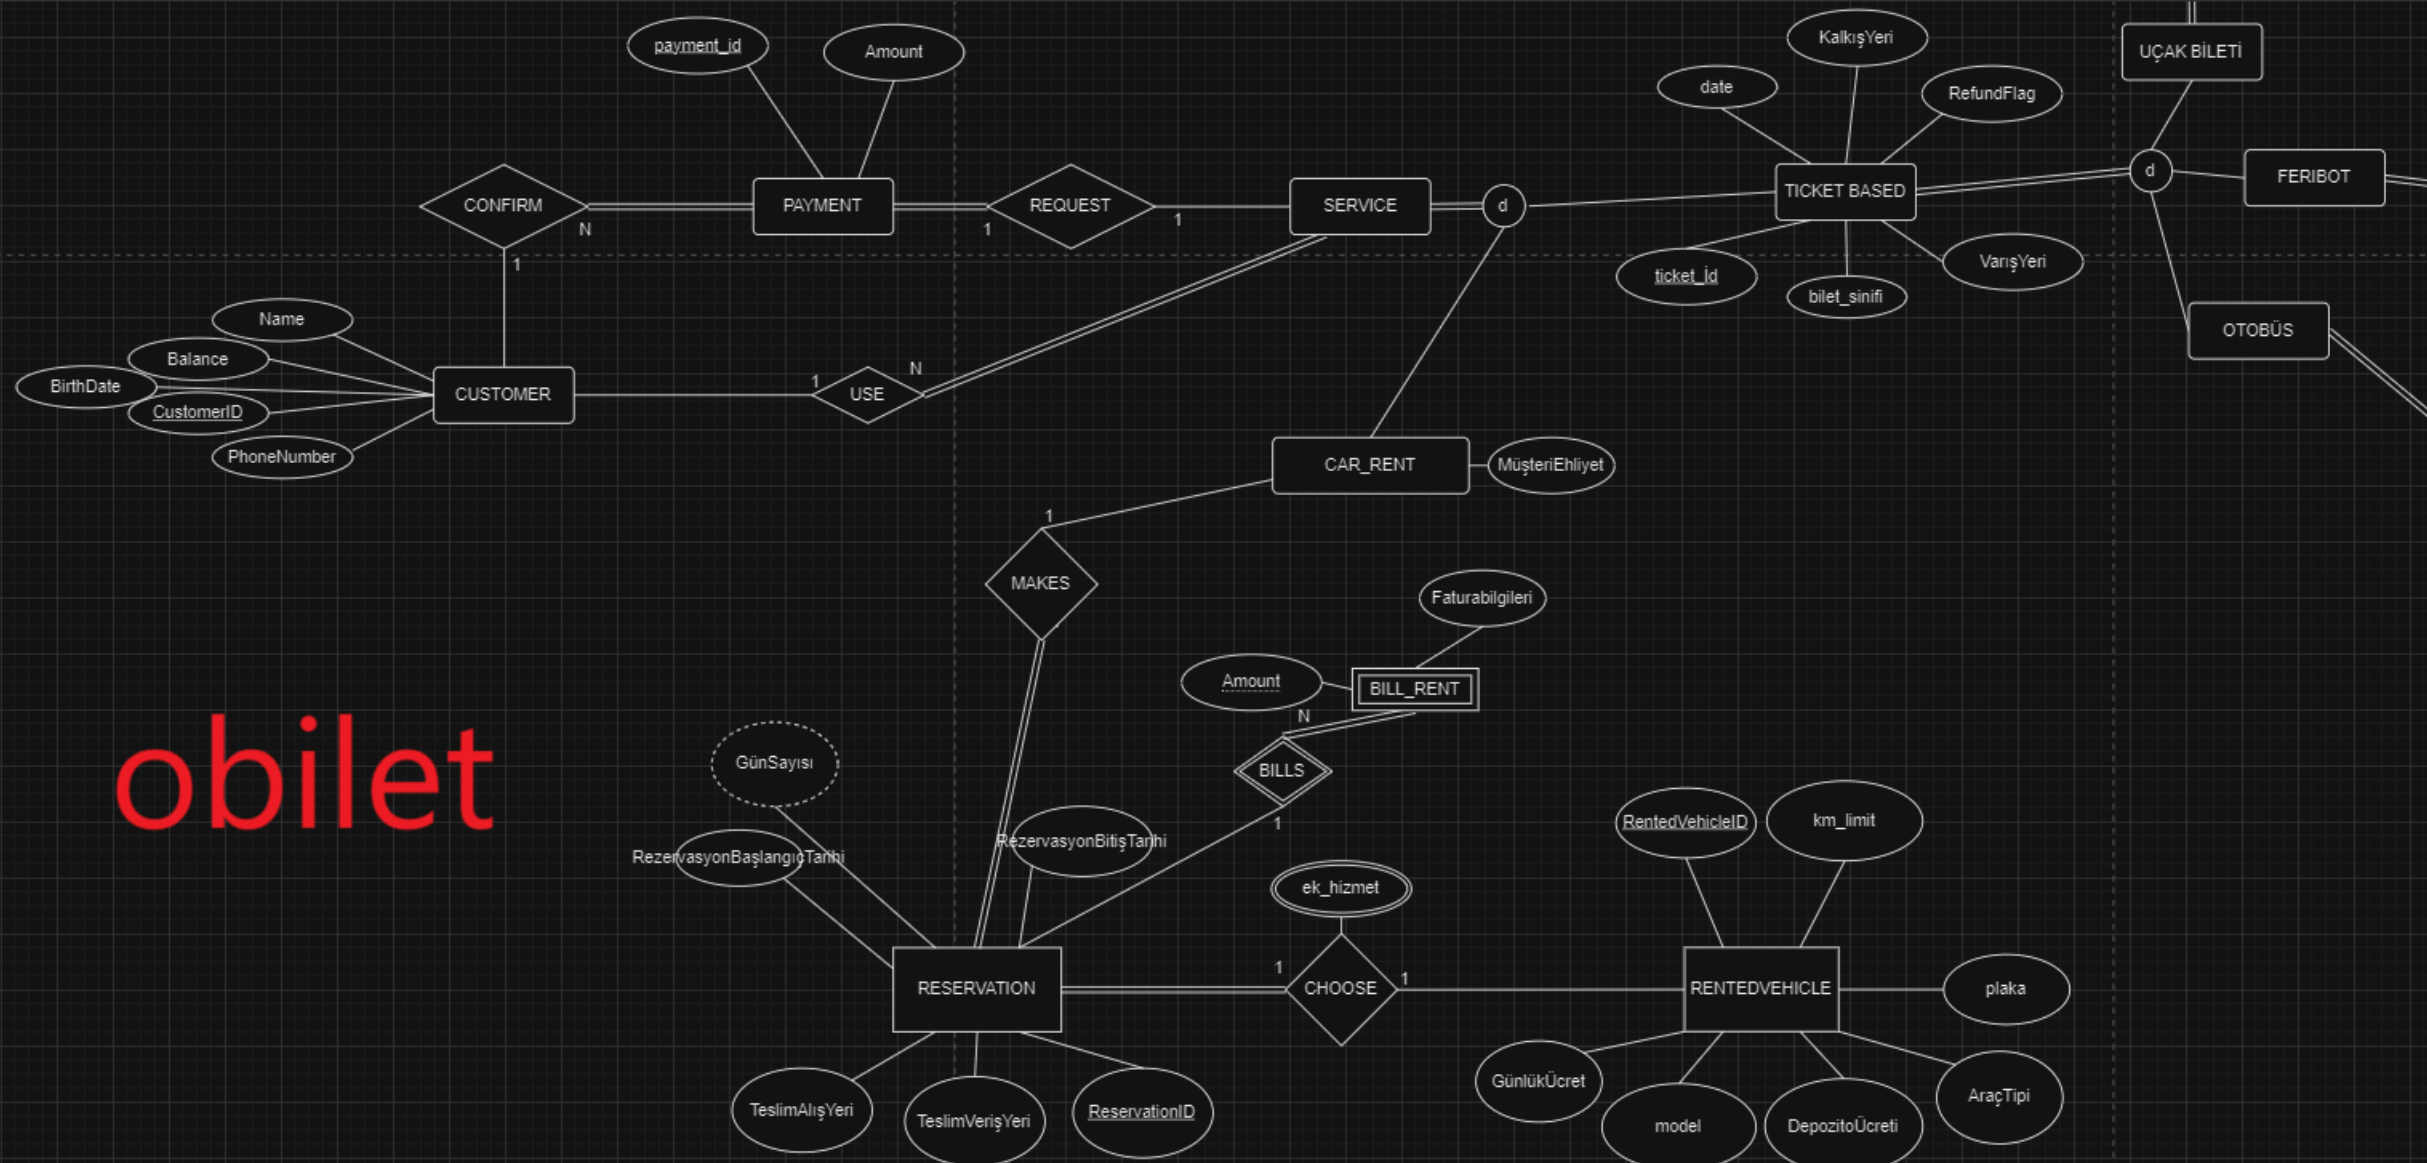 payment_id
Amount
KalkışYeri
date
RefundFlag
UÇAK BİLETİ
CONFIRM
N
PAYMENT
1
REQUEST
1
SERVICE
d
TICKET BASED
d
FERIBOT
1
ticket_İd
bilet_sinifi
VarışYeri
OTOBÜS
Name
Balance
BirthDate
CustomerID
PhoneNumber
CUSTOMER
1
USE
N
CAR_RENT
MüşteriEhliyet
1
MAKES
Faturabilgileri
Amount
BILL_RENT
N
BILLS
1
obilet
GünSayısı
RezervasyonBaşlangıçTarihi
RezervasyonBitişTarihi
ek_hizmet
RentedVehicleID
km_limit
RESERVATION
1
CHOOSE
1
RENTEDVEHICLE
plaka
TeslimAlışYeri
TeslimVerişYeri
ReservationID
GünlükÜcret
model
DepozitoÜcreti
AraçTipi